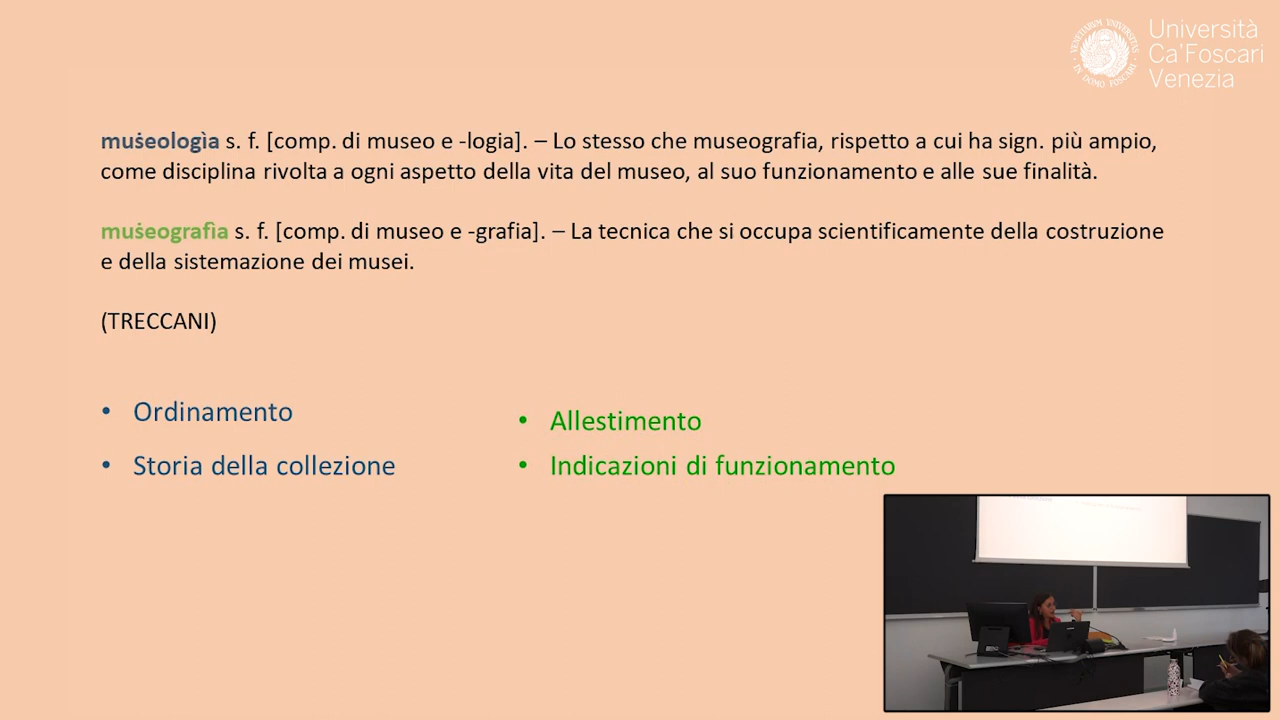 Università
Ca'Foscari
Venezia
muṡeologìa s. f. [comp. di museo e -logia]. – Lo stesso che museografia, rispetto a cui ha sign. più ampio,
come disciplina rivolta a ogni aspetto della vita del museo, al suo funzionamento e alle sue finalità.
muṡeografìa s. f. [comp. di museo e -grafia]. – La tecnica che si occupa scientificamente della costruzione
e della sistemazione dei musei.
(TRECCANI)
• Ordinamento
• Storia della collezione
• Allestimento
• Indicazioni di funzionamento